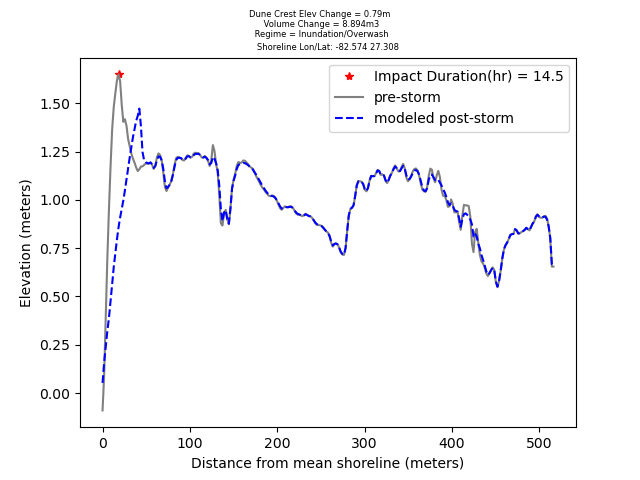 Dune Crest Elev Change = 0.79m
Volume Change = 8.894m3
Regime = Inundation/Overwash
Shoreline Lon/Lat: -82.574 27.308
Impact Duration(hr) = 14.5
pre-storm
modeled post-storm
Elevation (meters)
1.50
1.25
1.00
0.75
0.50
0.25
0.00
0 100 200 300 400 500
Distance from mean shoreline (meters)